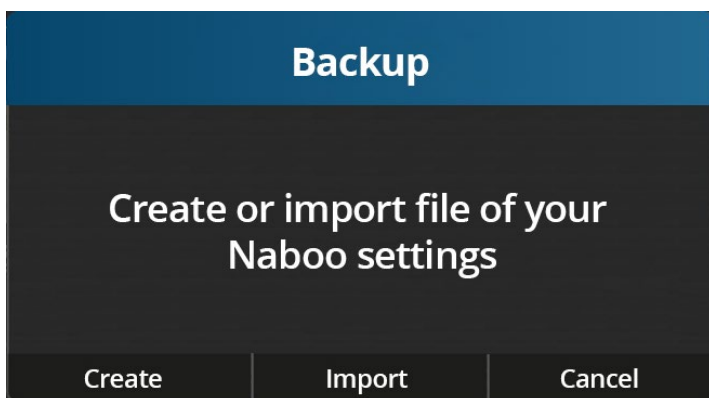 Backup
Create or import file of your
Naboo settings
Create Import Cancel